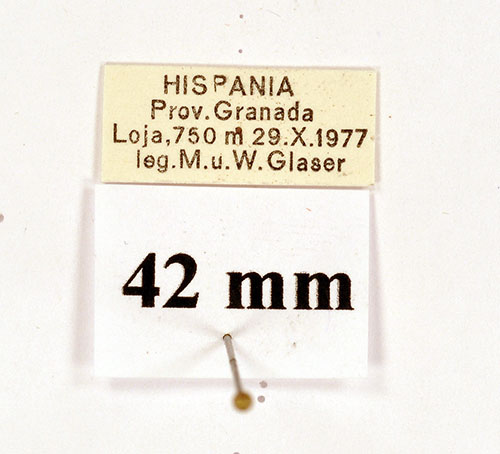 HISPANIA
Prov.Granada
Loja,750 m 29.X.1977
leg.M.u.W.Glaser
42 mm